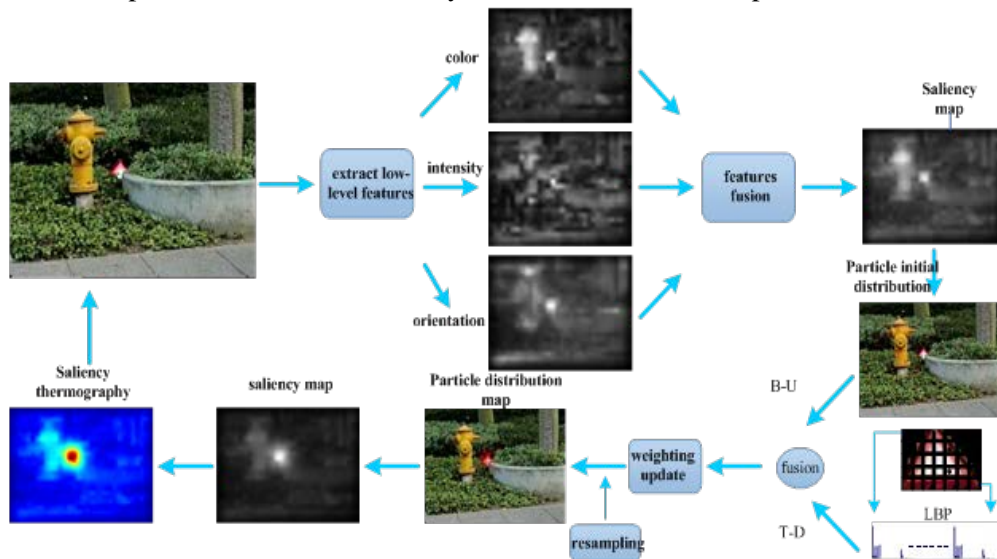 color
Saliency
map
extract low-
level features
intensity
features
fusion
orientation
Particle initial
distribution
Saliency
thermography
saliency map
Particle distribution
map
B-U
weighting
update
fusion
resampling
T-D
LBP